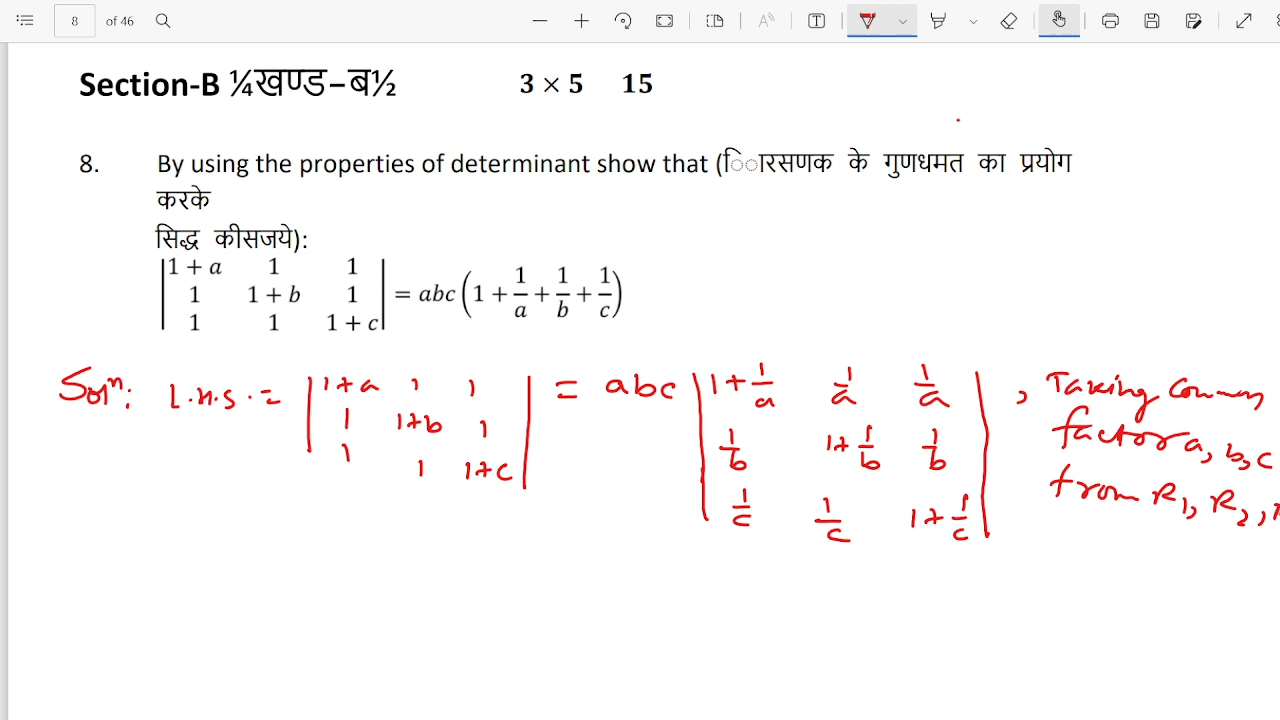 8 of 46
Section-B ¼खण्ड-ब½ 3 × 5 15
8. By using the properties of determinant show that (िंारसणक के गुणधमत का प्रयोग
करके
सिद्ध कीसजये):
|1 + a 1 1|
|1 1 + b 1| = abc (1 + 1/a + 1/b + 1/c)
|1 1 1 + c|
Solⁿ: L.H.S. = |1+a 1 1| = abc |1+1/a 1/a 1/a| , Taking common
|1 1+b 1| |1/b 1+1/b 1/b| factor a, b, c
|1 1 1+c| |1/c 1/c 1+1/c| from R₁, R₂,